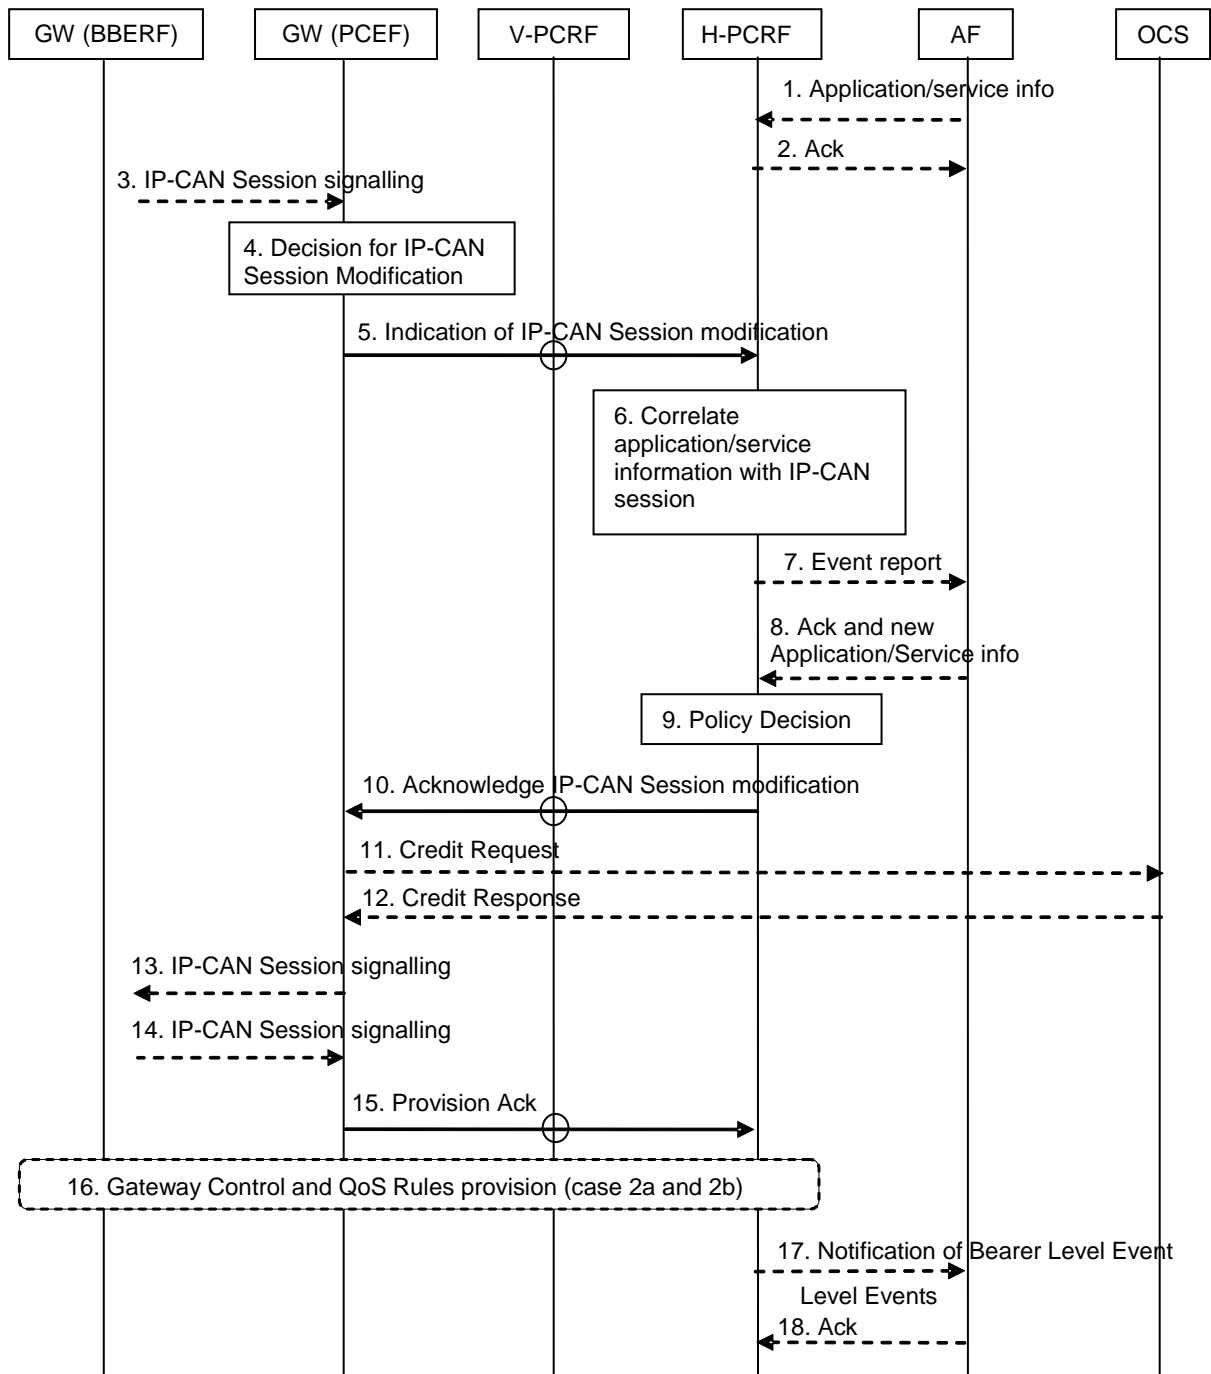 GW (BBERF)
GW (PCEF)
V-PCRF
H-PCRF
AF
OCS
1. Application/service info
2. Ack
3. IP-CAN Session signalling
4. Decision for IP-CAN
Session Modification
5. Indication of IP-CAN Session modification
6. Correlate
application/service
information with IP-CAN
session
7. Event report
8. Ack and new
Application/Service info
9. Policy Decision
10. Acknowledge IP-CAN Session modification
11. Credit Request
12. Credit Response
13. IP-CAN Session signalling
14. IP-CAN Session signalling
15. Provision Ack
16. Gateway Control and QoS Rules provision (case 2a and 2b)
17. Notification of Bearer Level Event
Level Events
18. Ack